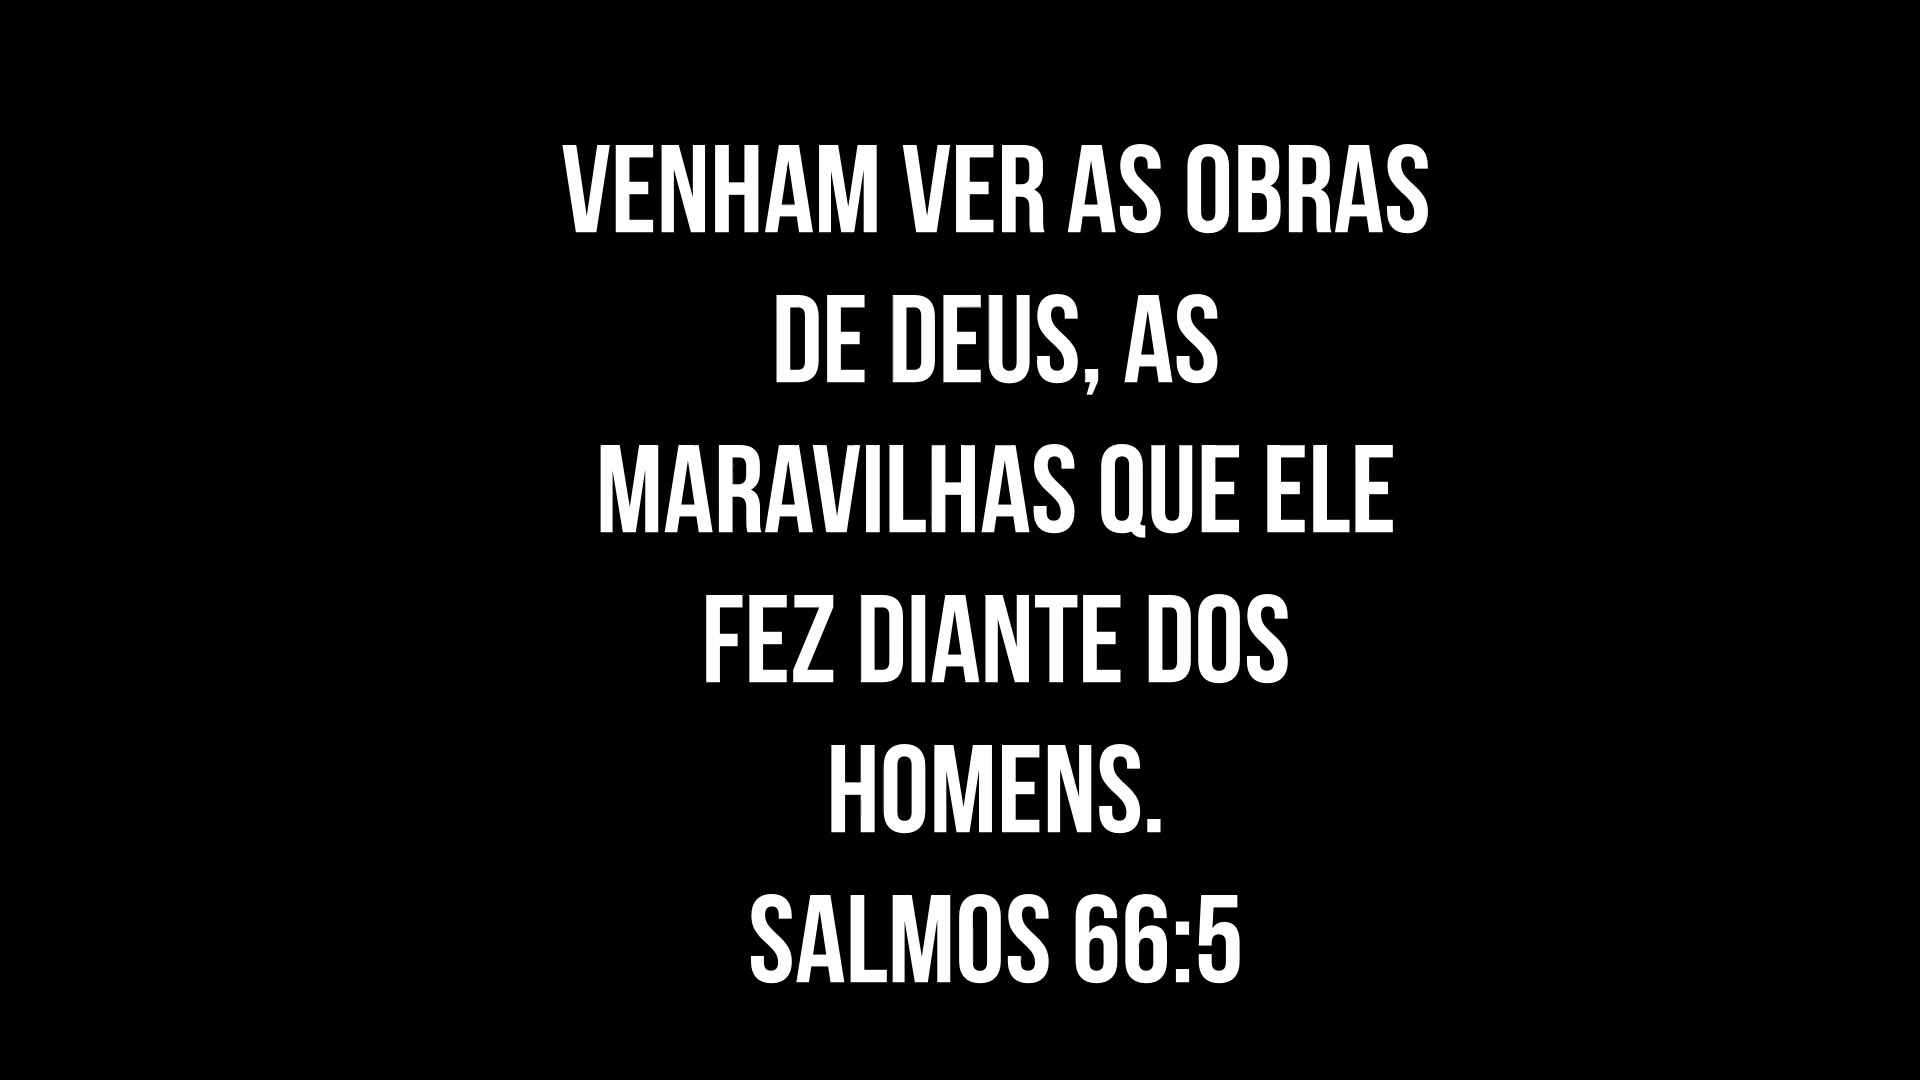 VENHAM VER AS OBRAS
DE DEUS, AS
MARAVILHAS QUE ELE
FEZ DIANTE DOS
HOMENS.
SALMOS 66:5